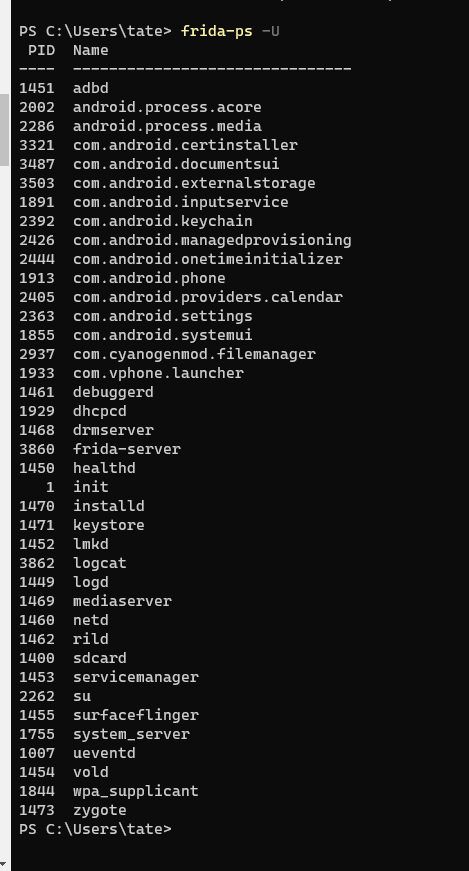 PS C:\Users\tate> frida-ps -U
 PID  Name
----  -------------------------------
1451  adbd
2002  android.process.acore
2286  android.process.media
3321  com.android.certinstaller
3487  com.android.documentsui
3503  com.android.externalstorage
1891  com.android.inputservice
2392  com.android.keychain
2426  com.android.managedprovisioning
2444  com.android.onetimeinitializer
1913  com.android.phone
2405  com.android.providers.calendar
2363  com.android.settings
1855  com.android.systemui
2937  com.cyanogenmod.filemanager
1933  com.vphone.launcher
1461  debuggerd
1929  dhcpcd
1468  drmserver
3860  frida-server
1450  healthd
   1  init
1470  installd
1471  keystore
1452  lmkd
3862  logcat
1449  logd
1469  mediaserver
1460  netd
1462  rild
1400  sdcard
1453  servicemanager
2262  su
1455  surfaceflinger
1755  system_server
1007  ueventd
1454  vold
1844  wpa_supplicant
1473  zygote
PS C:\Users\tate>